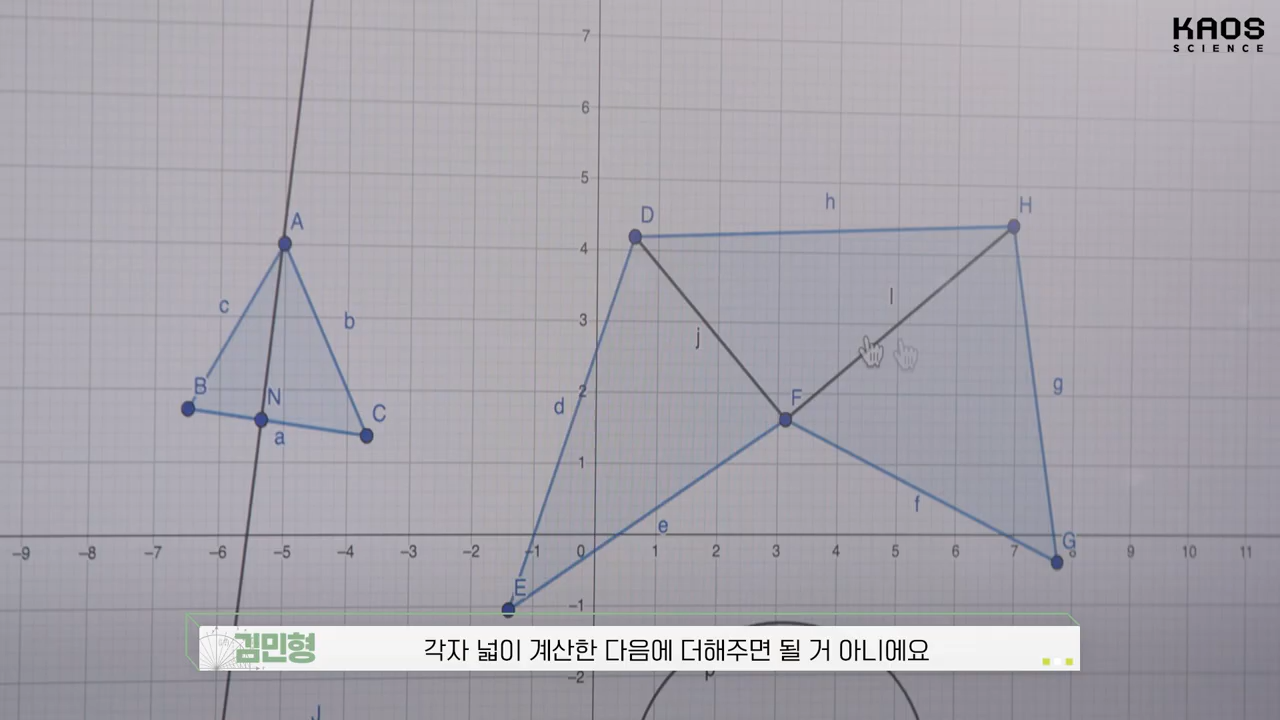 KAOS
SCIENCE
7
6
5
4
3
2
1
-1
-2
-9 -8 -7 -6 -5 -4 -3 -2 -1 0 1 2 3 4 5 6 7 8 9 10 11
A
c
b
B
N
C
a
D
h
H
l
j
F
d
g
e
f
E
G
J
김민형
각자 넓이 계산한 다음에 더해주면 될 거 아니에요